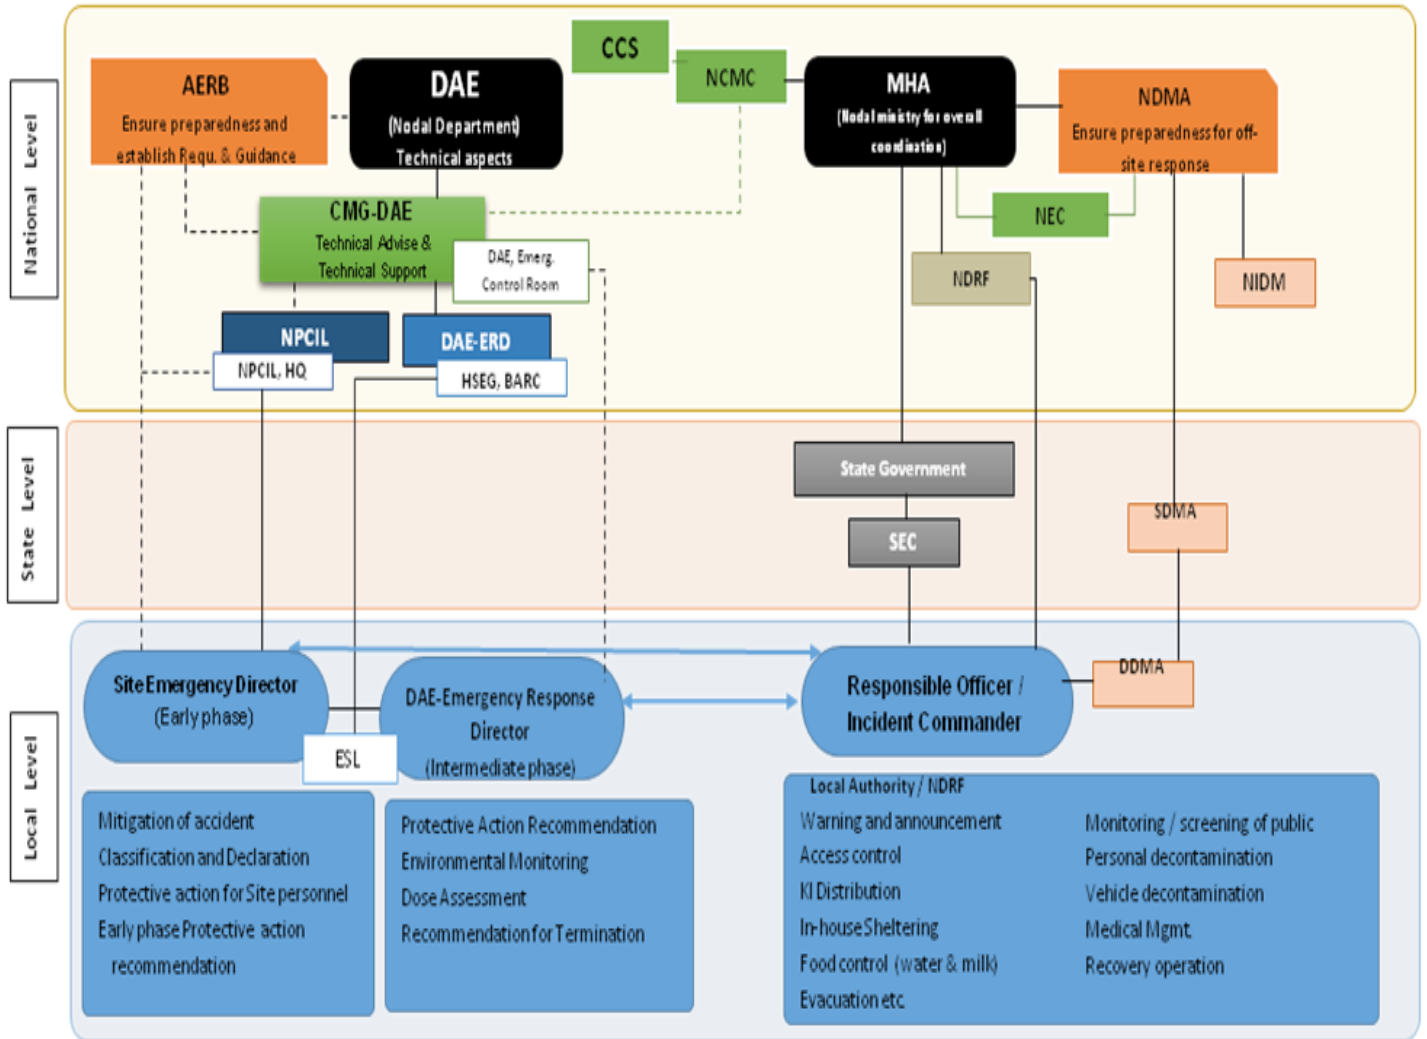 National Level
AERB
Ensure preparedness and
establish Requ. & Guidance
DAE
(Nodal Department)
Technical aspects
CCS
NCMC
MHA
(Nodal ministry for overall
coordination)
NDMA
Ensure preparedness for off-
site response
CMG-DAE
Technical Advise &
Technical Support
DAE, Emerg.
Control Room
NEC
NDRF
NIDM
NPCIL
NPCIL, HQ
DAE-ERD
HSEG, BARC
State Level
State Government
SEC
SDMA
Local Level
Site Emergency Director
(Early phase)
DAE-Emergency Response
Director
(Intermediate phase)
ESL
Responsible Officer /
Incident Commander
DDMA
Mitigation of accident
Classification and Declaration
Protective action for Site personnel
Early phase Protective action
recommendation
Protective Action Recommendation
Environmental Monitoring
Dose Assessment
Recommendation for Termination
Local Authority / NDRF
Warning and announcement
Access control
KI Distribution
In-house Sheltering
Food control (water & milk)
Evacuation etc
Monitoring / screening of public
Personal decontamination
Vehicle decontamination
Medical Mgmt.
Recovery operation